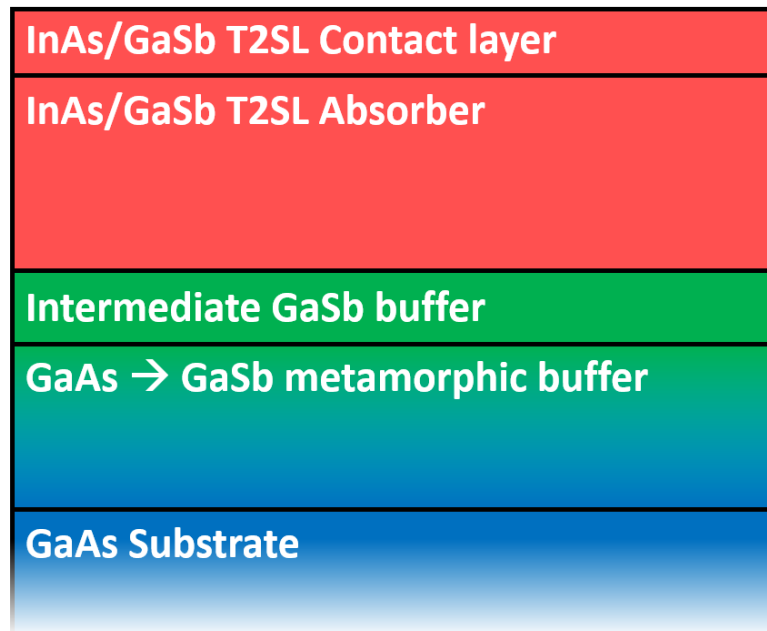 InAs/GaSb T2SL Contact layer
InAs/GaSb T2SL Absorber
Intermediate GaSb buffer
GaAs → GaSb metamorphic buffer
GaAs Substrate